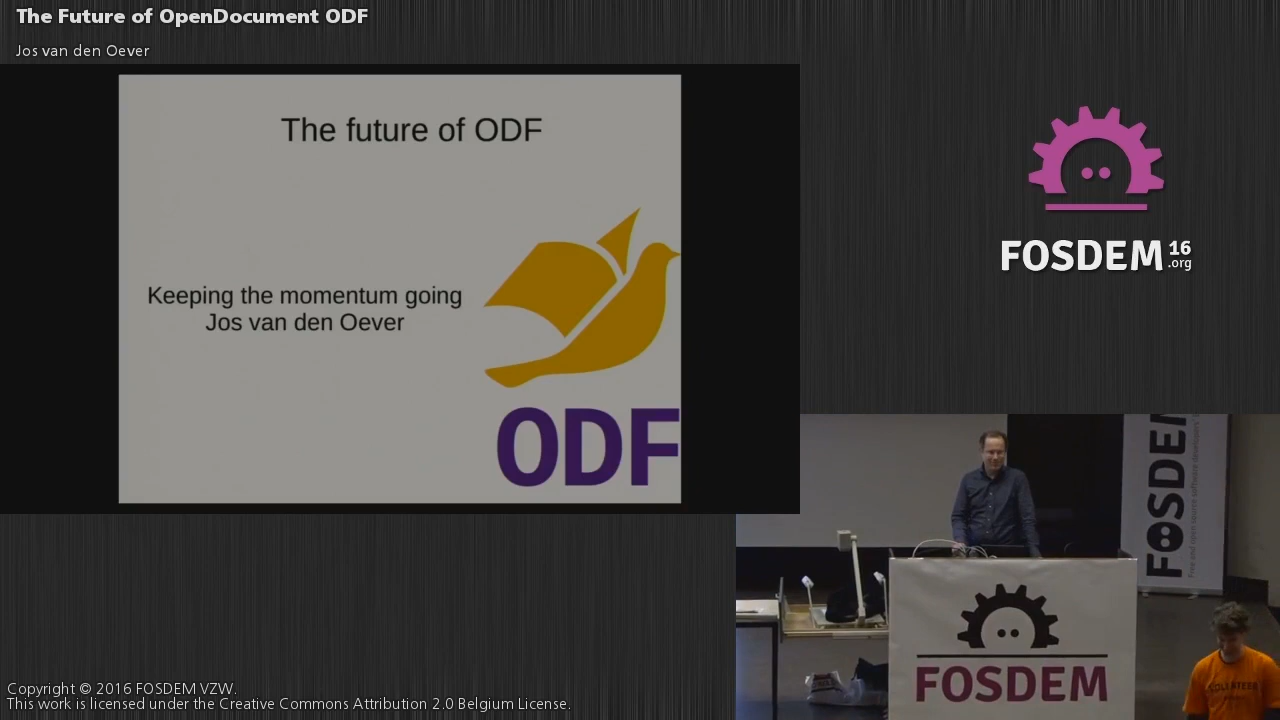 The Future of OpenDocument ODF
Jos van den Oever
The future of ODF
Keeping the momentum going
Jos van den Oever
ODF
FOSDEM 16
.org
FOSDEM
FOSDEM
VOLUNTEER
Copyright © 2016 FOSDEM VZW.
This work is licensed under the Creative Commons Attribution 2.0 Belgium License.